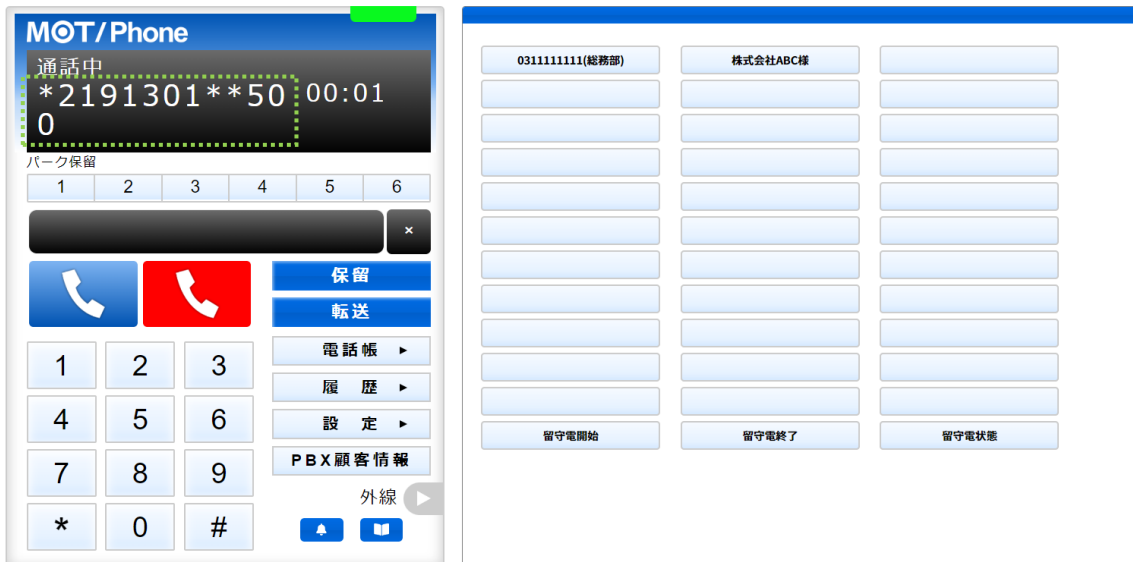 MOT/Phone
通話中
*2191301**50 00:01
0
パーク保留
1 2 3 4 5 6
×
保留
転送
電話帳 ►
履 歴 ►
設 定 ►
PBX顧客情報
外線
1 2 3
4 5 6
7 8 9
* 0 #
0311111111(総務部) 株式会社ABC様
留守電開始 留守電終了 留守電状態